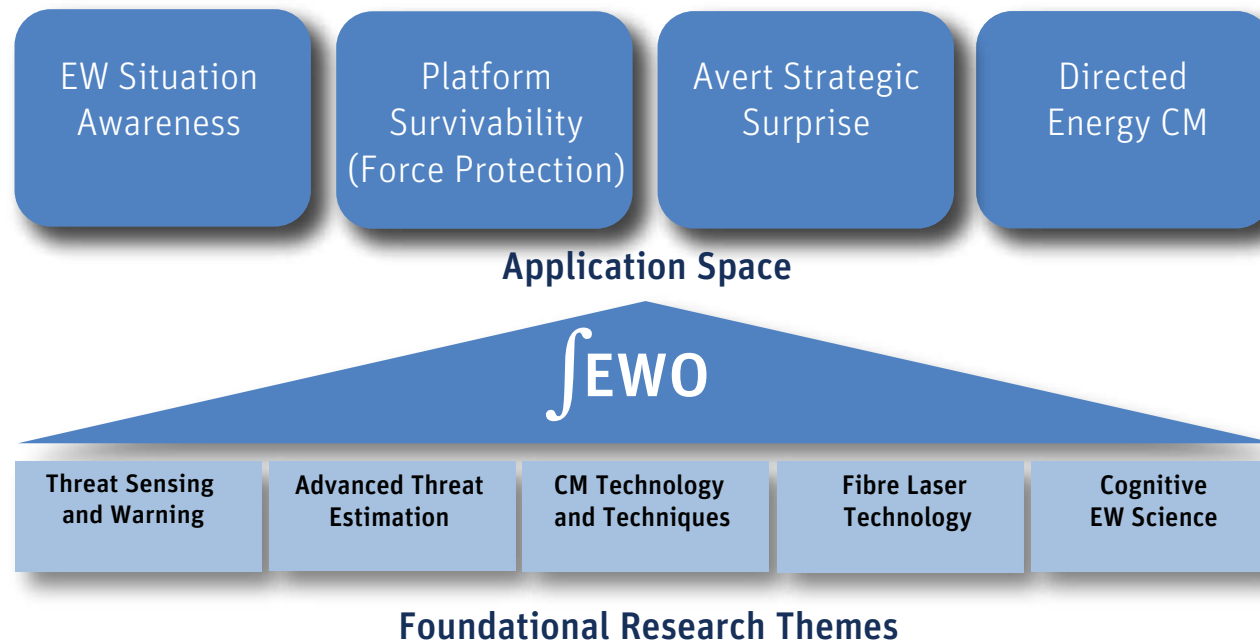 EW Situation
Awareness
Platform
Survivability
(Force Protection)
Avert Strategic
Surprise
Directed
Energy CM
Application Space
∫EWO
Threat Sensing
and Warning
Advanced Threat
Estimation
CM Technology
and Techniques
Fibre Laser
Technology
Cognitive
EW Science
Foundational Research Themes